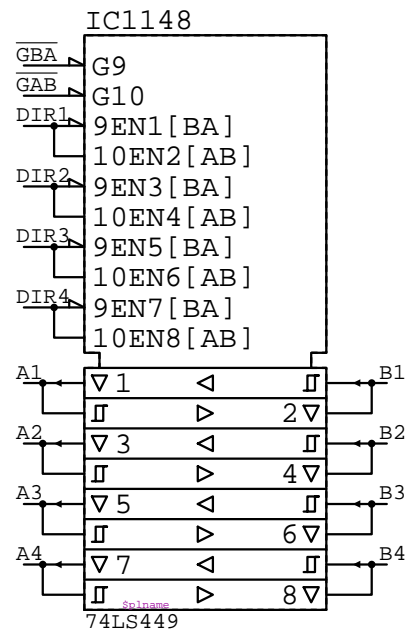 IC1148
GBA
G9
GAB
G10
DIR1
9EN1[BA]
10EN2[AB]
DIR2
9EN3[BA]
10EN4[AB]
DIR3
9EN5[BA]
10EN6[AB]
DIR4
9EN7[BA]
10EN8[AB]
A1 1 B1
2
A2 3 B2
4
A3 5 B3
6
A4 7 B4
8
$plname
74LS449